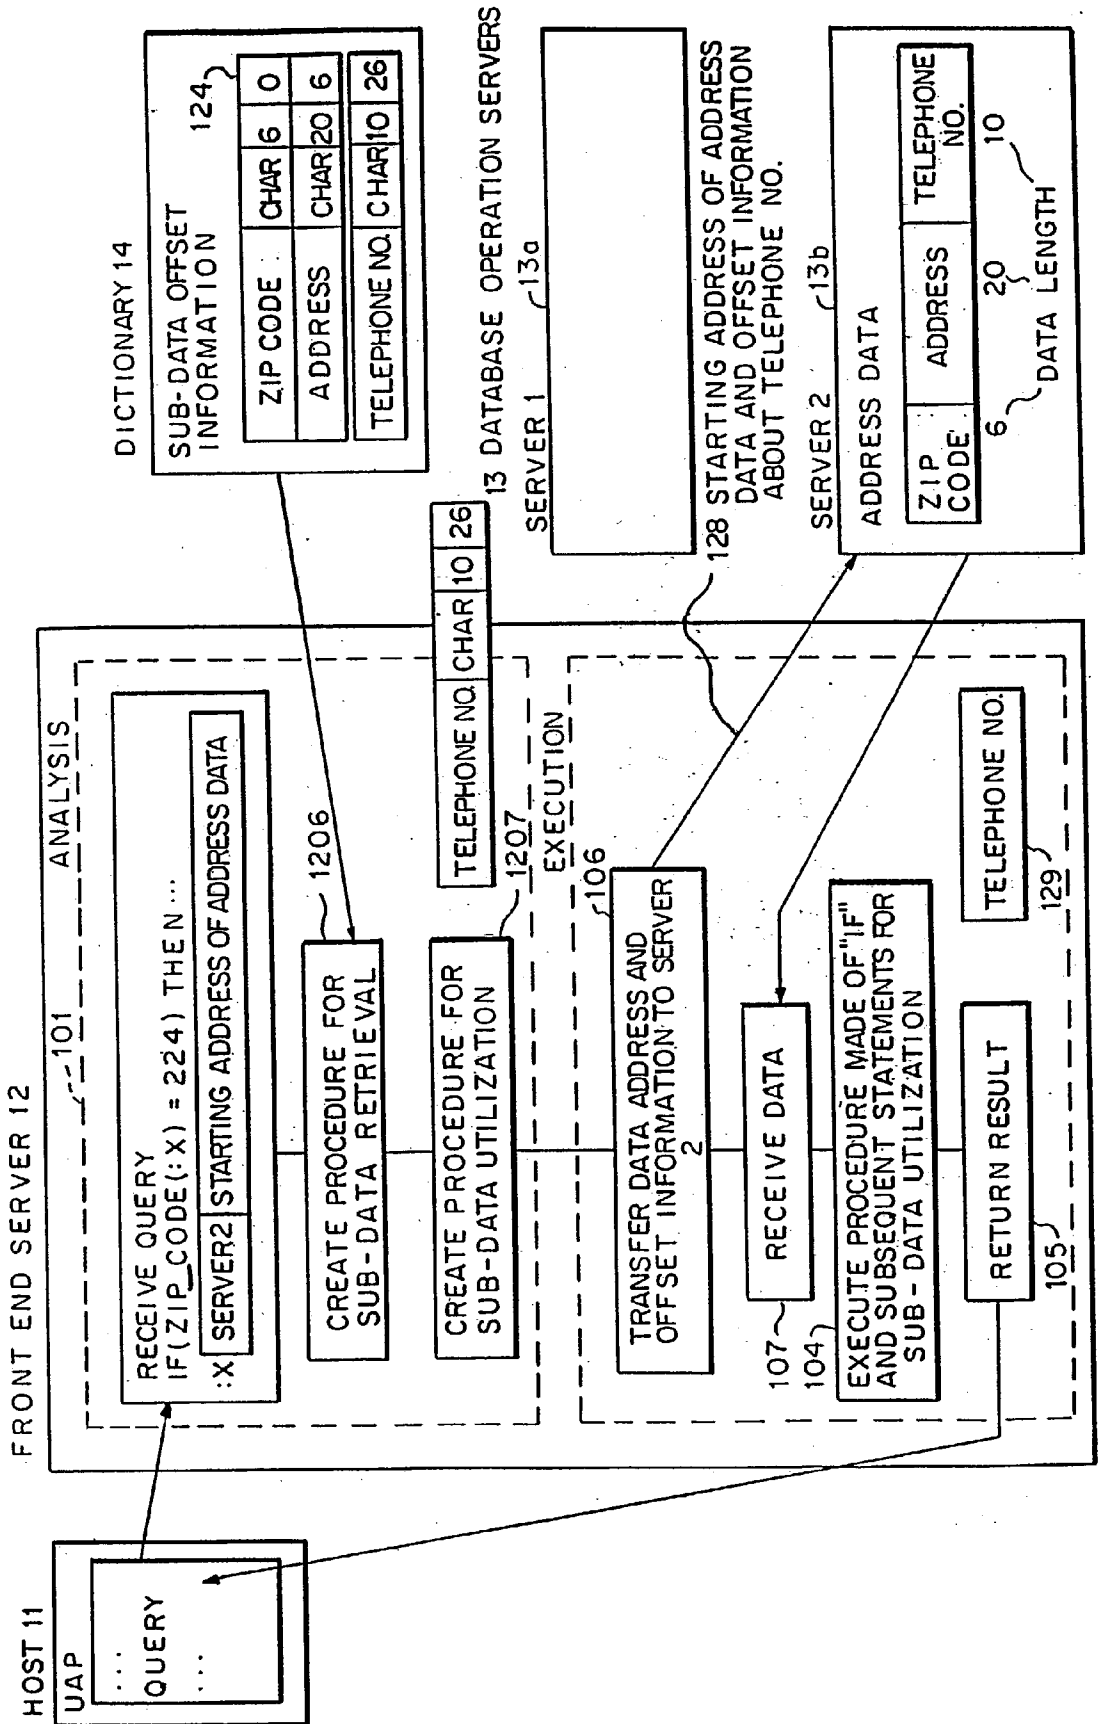 HOST 11
UAP
...
QUERY
...
FRONT END SERVER 12
101
ANALYSIS
RECEIVE QUERY
IF(ZIP_CODE(:X) = 224) THEN ...
:X SERVER2 STARTING ADDRESS OF ADDRESS DATA
1206
CREATE PROCEDURE FOR
SUB-DATA RETRIEVAL
CREATE PROCEDURE FOR
SUB-DATA UTILIZATION
1207
TELEPHONE NO. CHAR 10 26
EXECUTION
106
TRANSFER DATA ADDRESS AND
OFFSET INFORMATION TO SERVER
2
RECEIVE DATA
107
104
EXECUTE PROCEDURE MADE OF "IF"
AND SUBSEQUENT STATEMENTS FOR
SUB-DATA UTILIZATION
RETURN RESULT
105
TELEPHONE NO.
129
DICTIONARY 14
SUB-DATA OFFSET
INFORMATION
124
ZIP CODE CHAR 6 0
ADDRESS CHAR 20 6
TELEPHONE NO. CHAR 10 26
13 DATABASE OPERATION SERVERS
SERVER 1
13a
128 STARTING ADDRESS OF ADDRESS
DATA AND OFFSET INFORMATION
ABOUT TELEPHONE NO.
SERVER 2
13b
ADDRESS DATA
ZIP
CODE
ADDRESS
TELEPHONE
NO.
6
20
10
DATA LENGTH